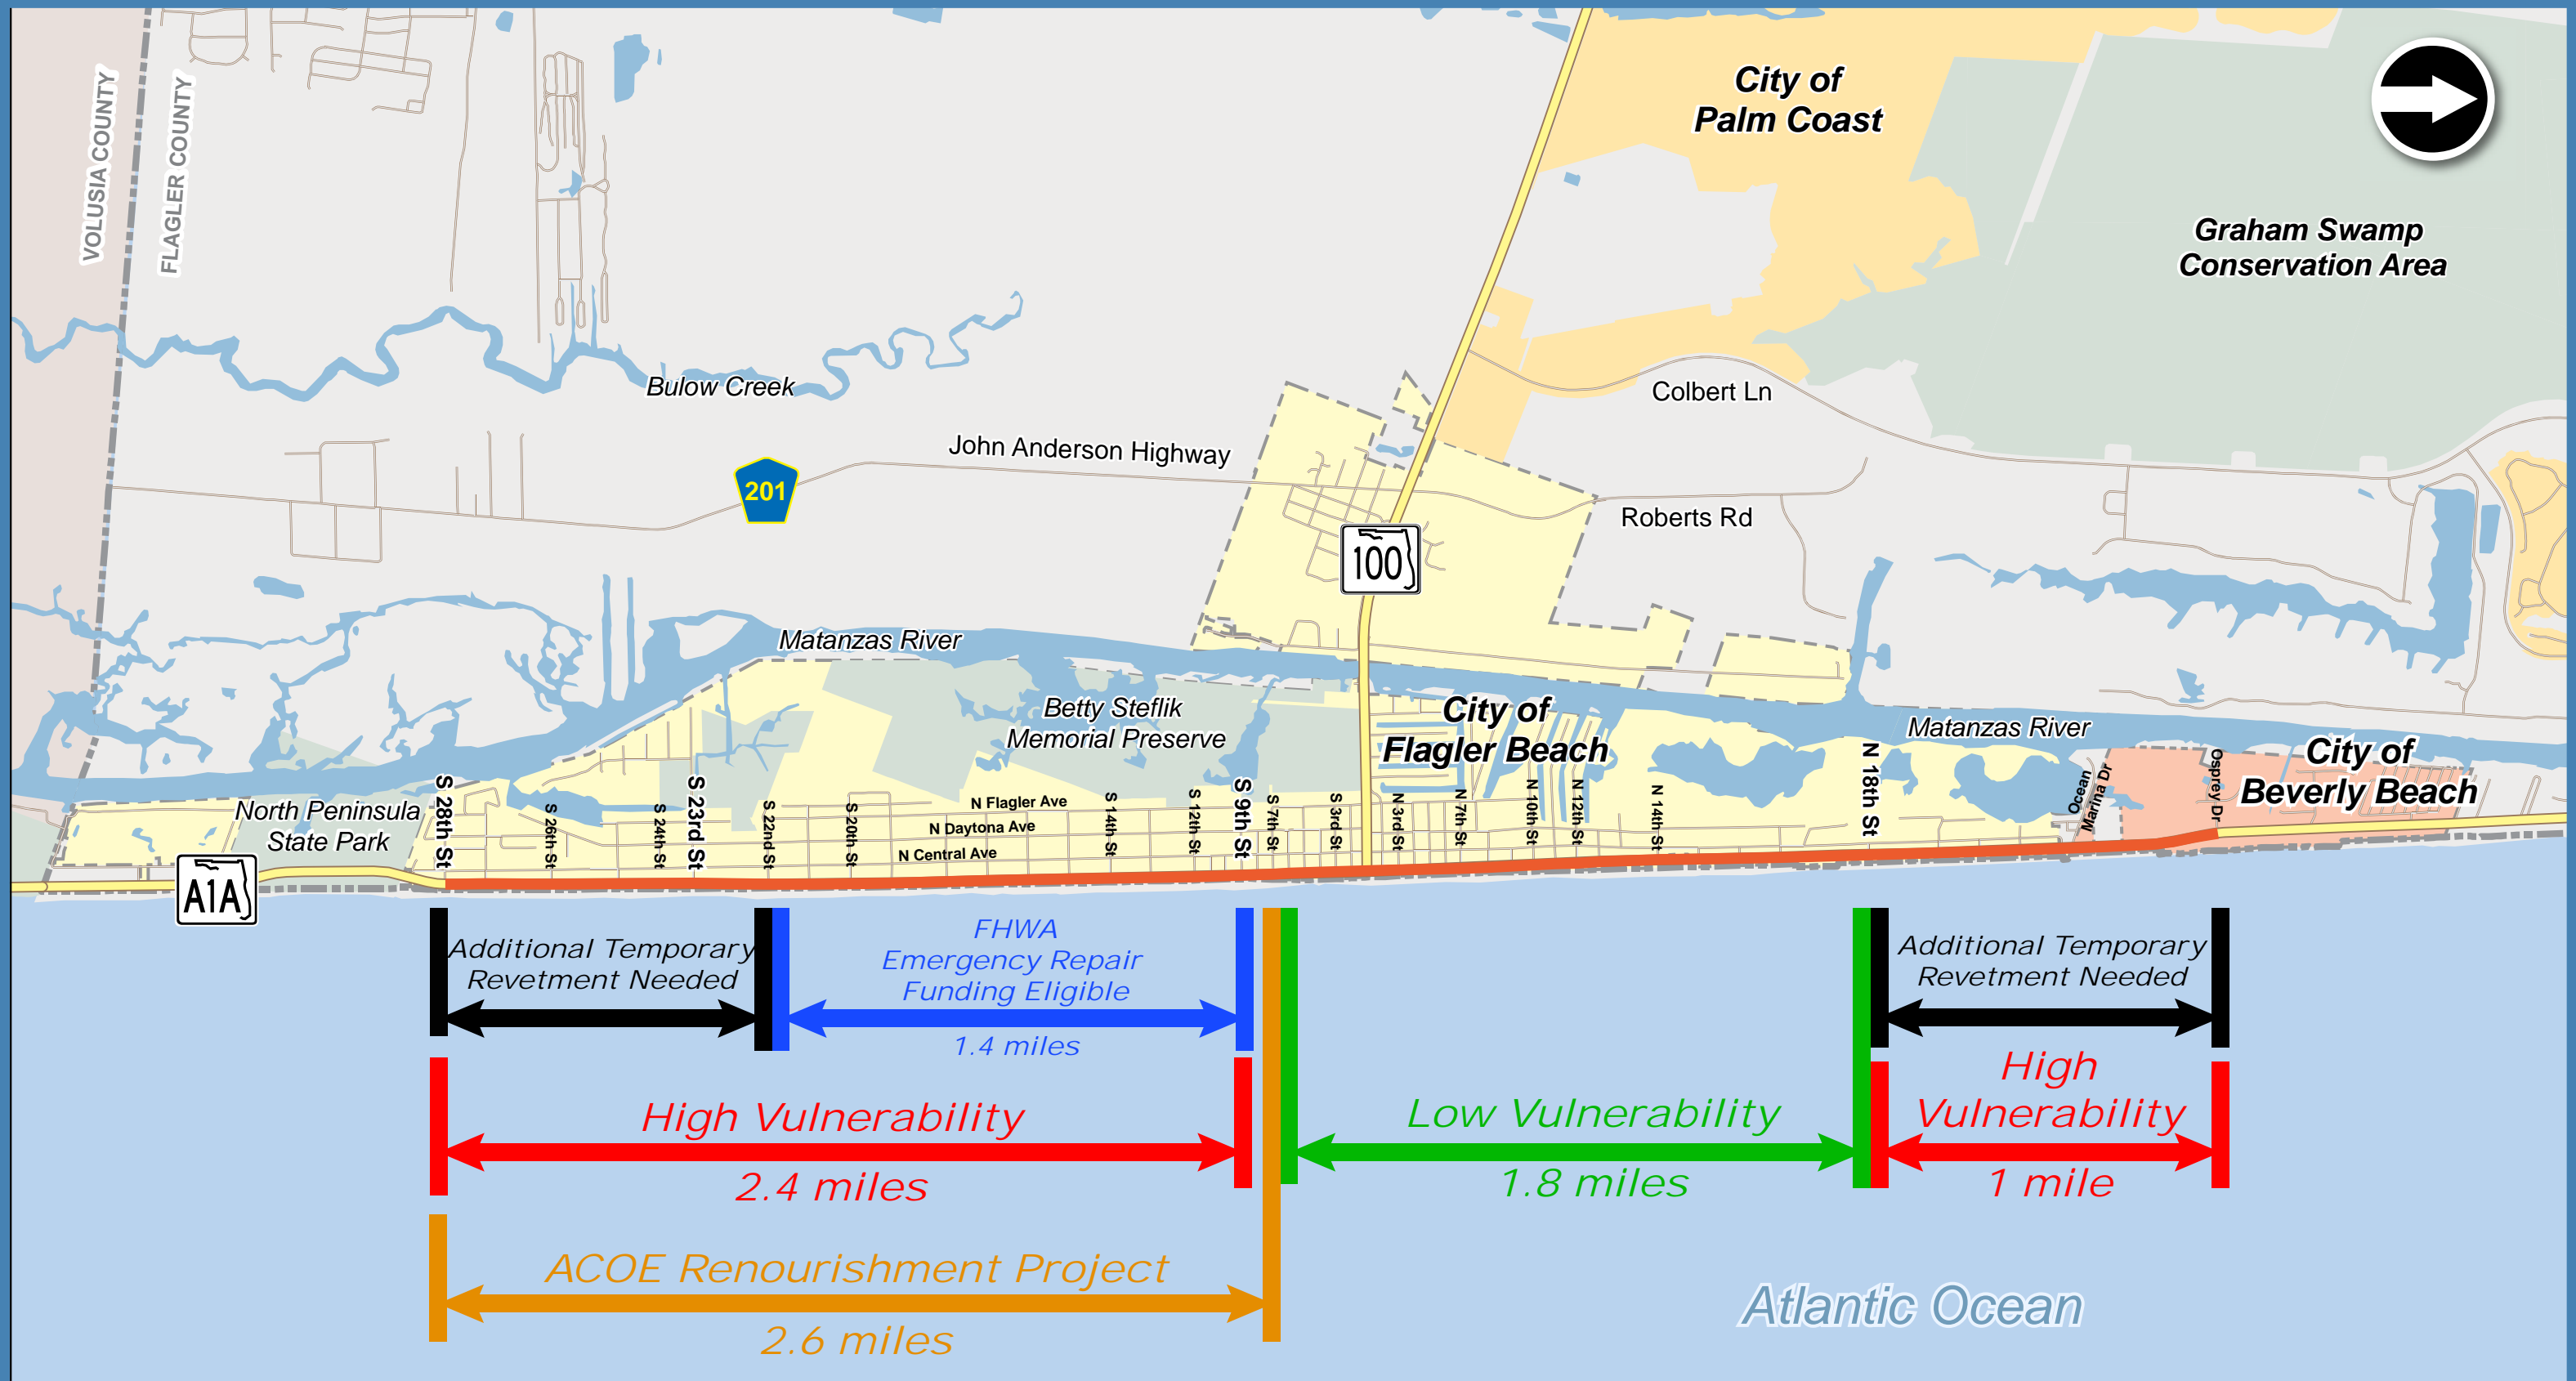 VOLUSIA COUNTY
FLAGLER COUNTY
City of
Palm Coast
Graham Swamp
Conservation Area
Bulow Creek
Colbert Ln
John Anderson Highway
201
Roberts Rd
100
Matanzas River
Betty Steflik
Memorial Preserve
City of
Flagler Beach
Matanzas River
City of
Beverly Beach
North Peninsula
State Park
A1A
S 28th St
S 26th St
S 24th St
S 23rd St
S 22nd St
S 20th St
N Flagler Ave
N Daytona Ave
N Central Ave
S 14th St
S 12th St
S 9th St
S 7th St
S 3rd St
N 3rd St
N 7th St
N 10th St
N 12th St
N 14th St
N 18th St
Ocean
Marina Dr
Osprey Dr
Additional Temporary
Revetment Needed
FHWA
Emergency Repair
Funding Eligible
1.4 miles
Additional Temporary
Revetment Needed
High Vulnerability
2.4 miles
Low Vulnerability
1.8 miles
High
Vulnerability
1 mile
ACOE Renourishment Project
2.6 miles
Atlantic Ocean